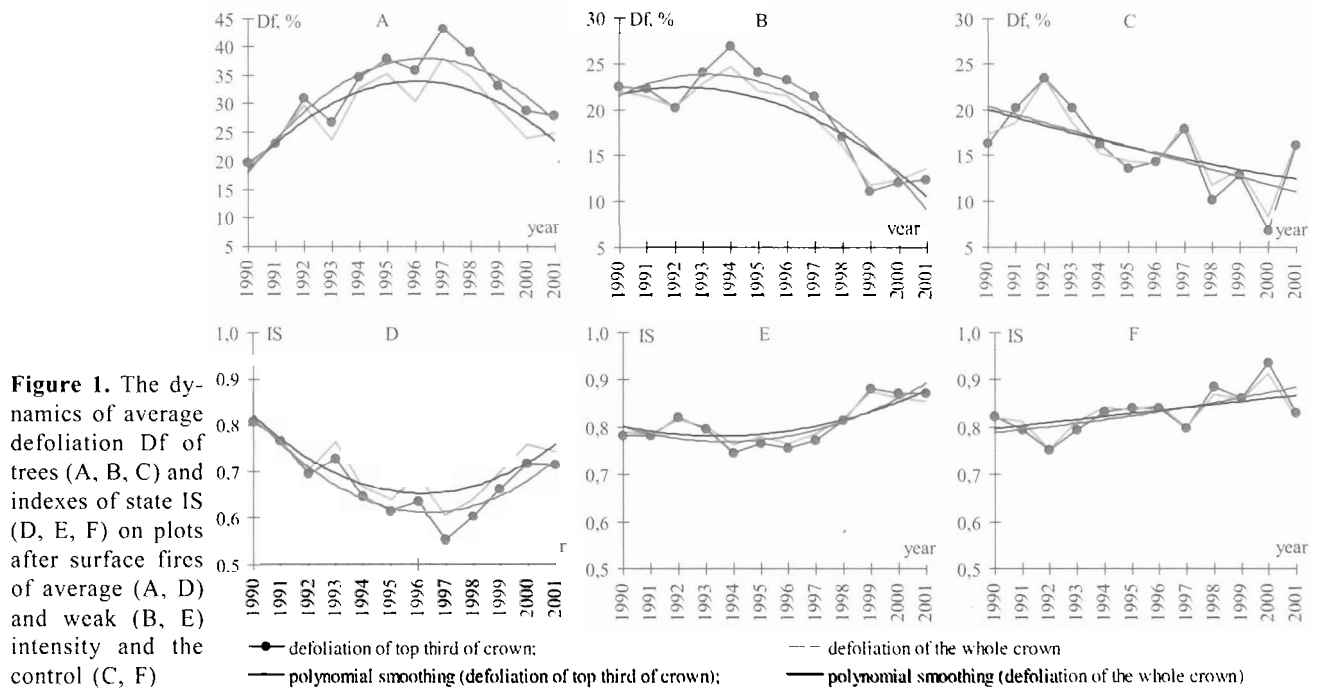 45 Df, % A
40
35
30
25
20
15
10
5
year
1990 1991 1992 1993 1994 1995 1996 1997 1998 1999 2000 2001
30 Df, % B
25
20
15
10
5
year
1990 1991 1992 1993 1994 1995 1996 1997 1998 1999 2000 2001
30 Df, % C
25
20
15
10
5
year
1990 1991 1992 1993 1994 1995 1996 1997 1998 1999 2000 2001
1,0 IS D
0,9
0,8
0,7
0,6
0,5
r
1990 1991 1992 1993 1994 1995 1996 1997 1998 1999 2000 2001
1,0 IS E
0,9
0,8
0,7
0,6
0,5
year
1990 1991 1992 1993 1994 1995 1996 1997 1998 1999 2000 2001
1,0 IS F
0,9
0,8
0,7
0,6
0,5
year
1990 1991 1992 1993 1994 1995 1996 1997 1998 1999 2000 2001
Figure 1. The dy-
namics of average
defoliation Df of
trees (A, B, C) and
indexes of state IS
(D, E, F) on plots
after surface fires
of average (A, D)
and weak (B, E)
intensity and the
control (C, F)
defoliation of top third of crown;
defoliation of the whole crown
polynomial smoothing (defoliation of top third of crown);
polynomial smoothing (defoliation of the whole crown)